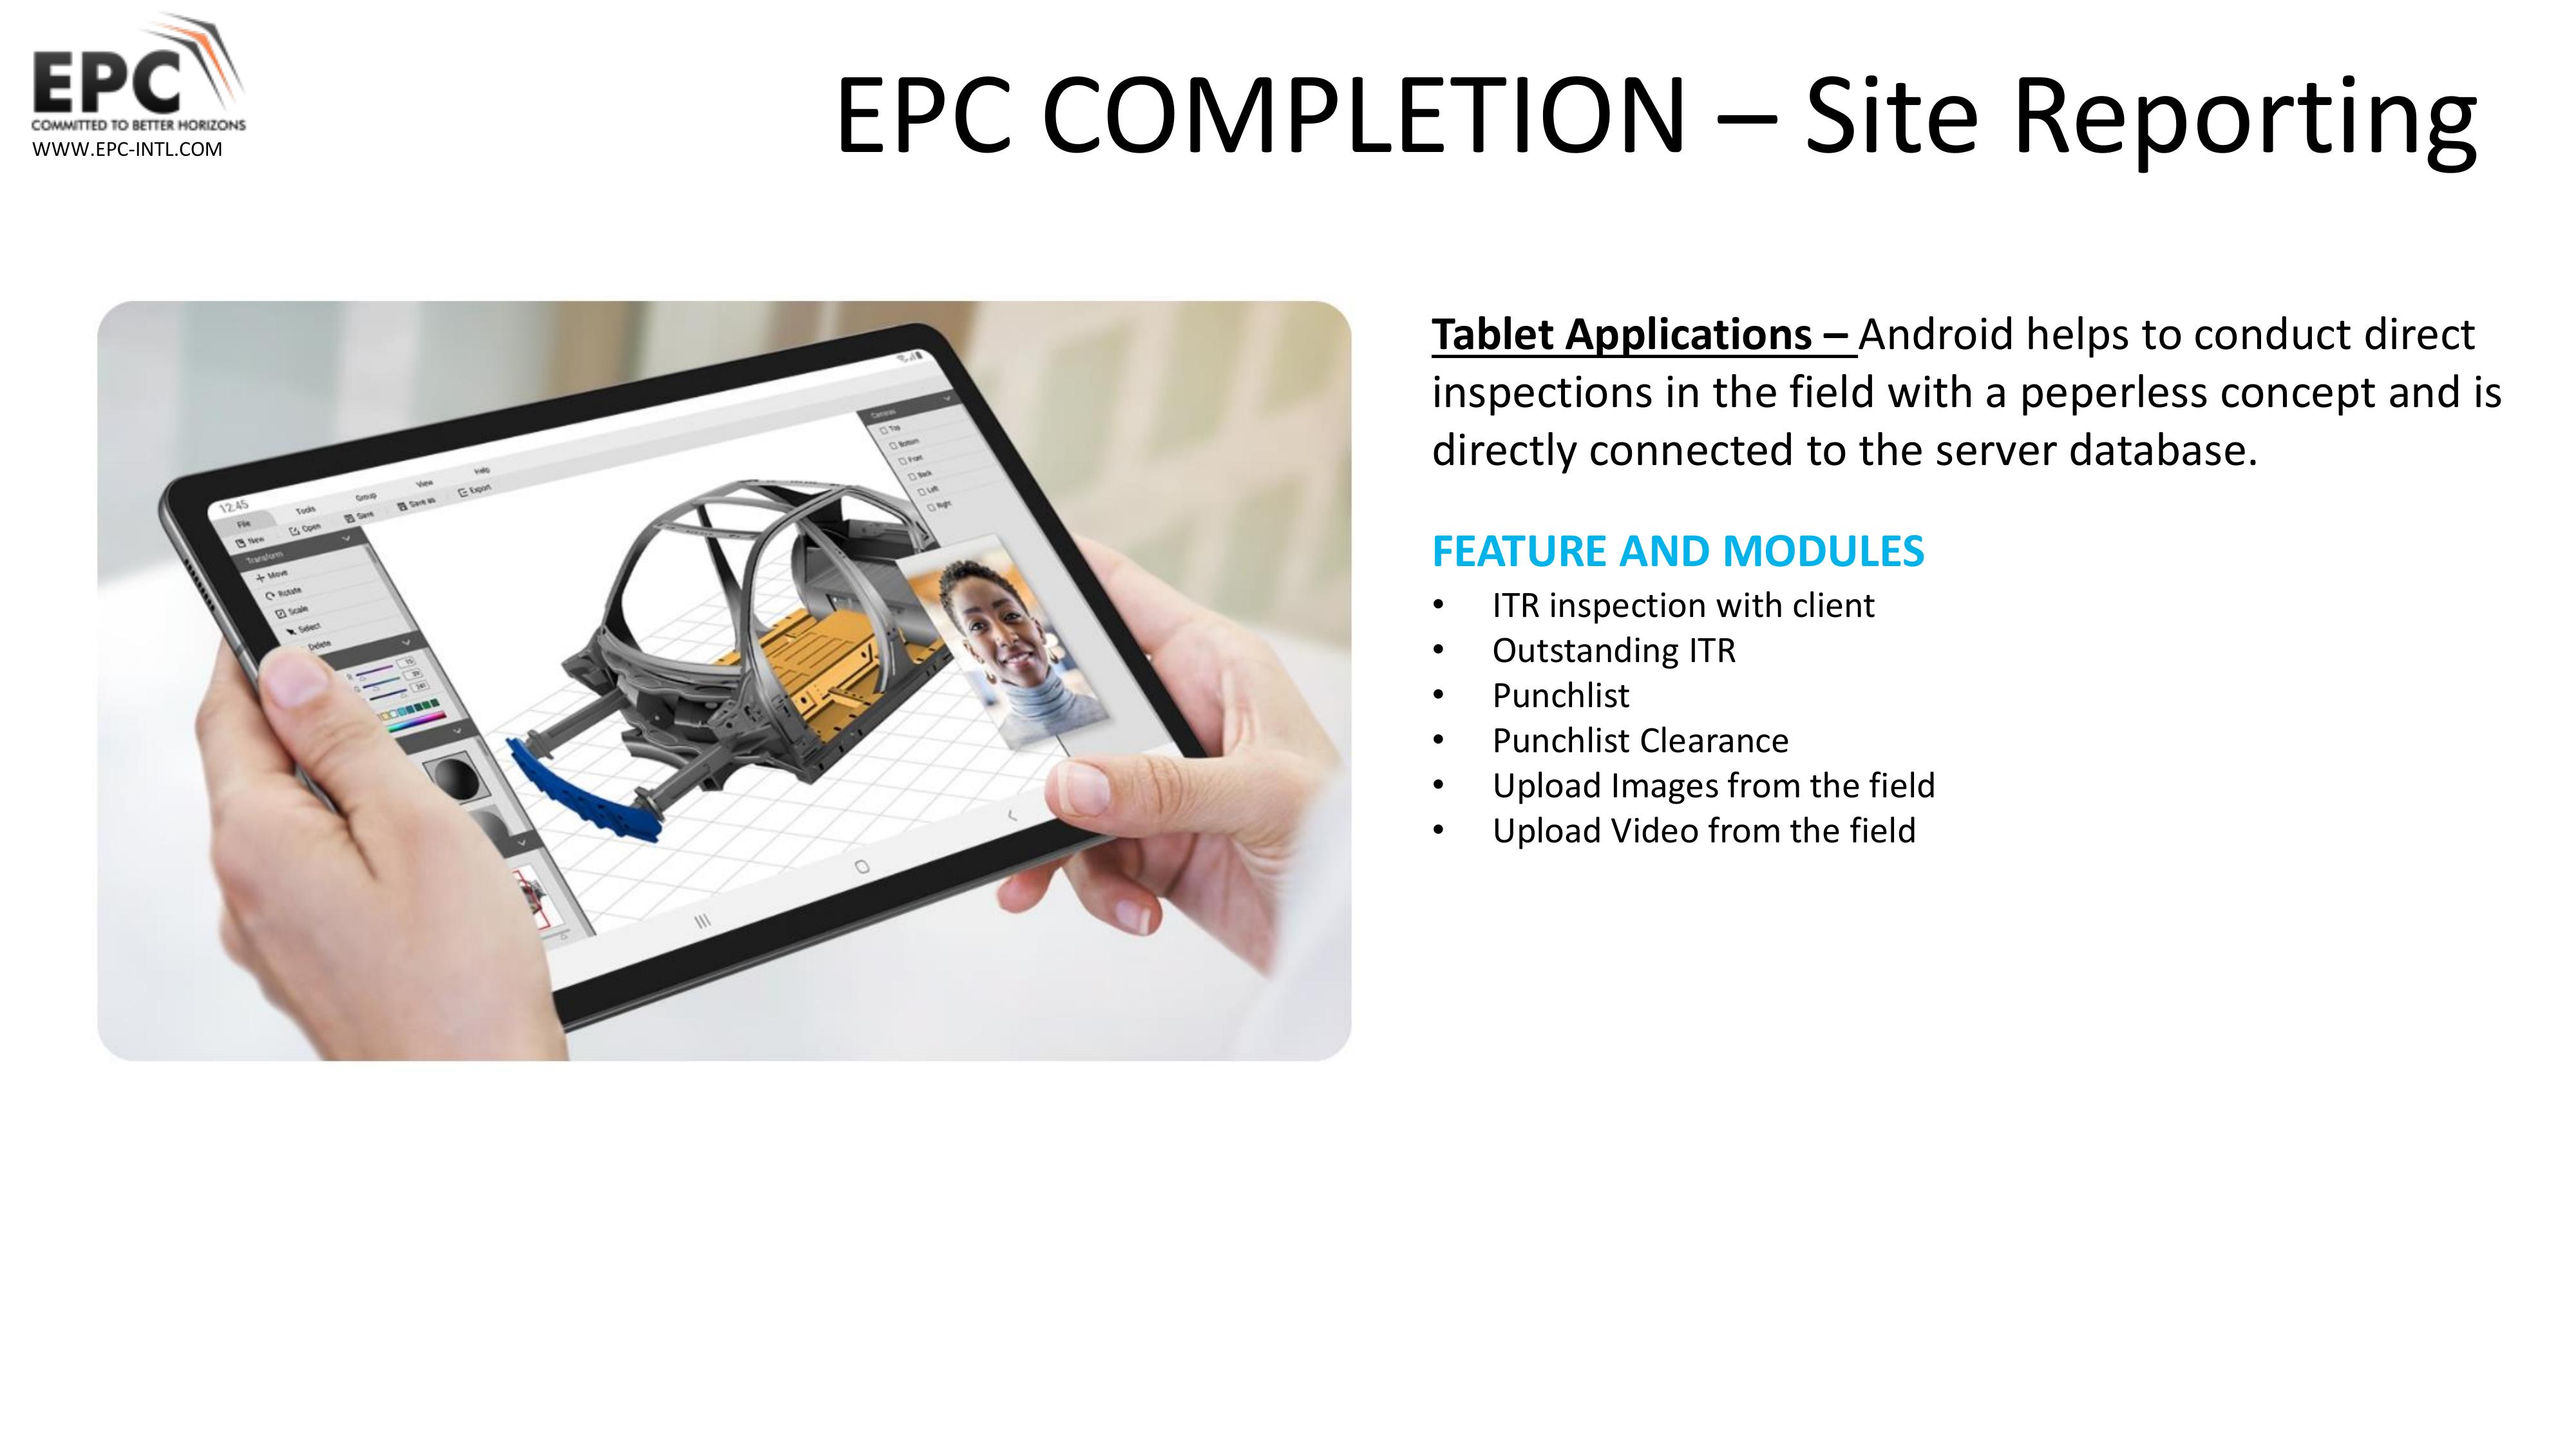 EPC
COMMITTED TO BETTER HORIZONS
WWW.EPC-INTL.COM
EPC COMPLETION – Site Reporting
12:45
File Tools Group View Help
New Open Save Save as Export
Transform
Move
Rotate
Scale
Select
Delete
Top
Bottom
Front
Back
Left
Right
Tablet Applications – Android helps to conduct direct
inspections in the field with a peperless concept and is
directly connected to the server database.
FEATURE AND MODULES
• ITR inspection with client
• Outstanding ITR
• Punchlist
• Punchlist Clearance
• Upload Images from the field
• Upload Video from the field